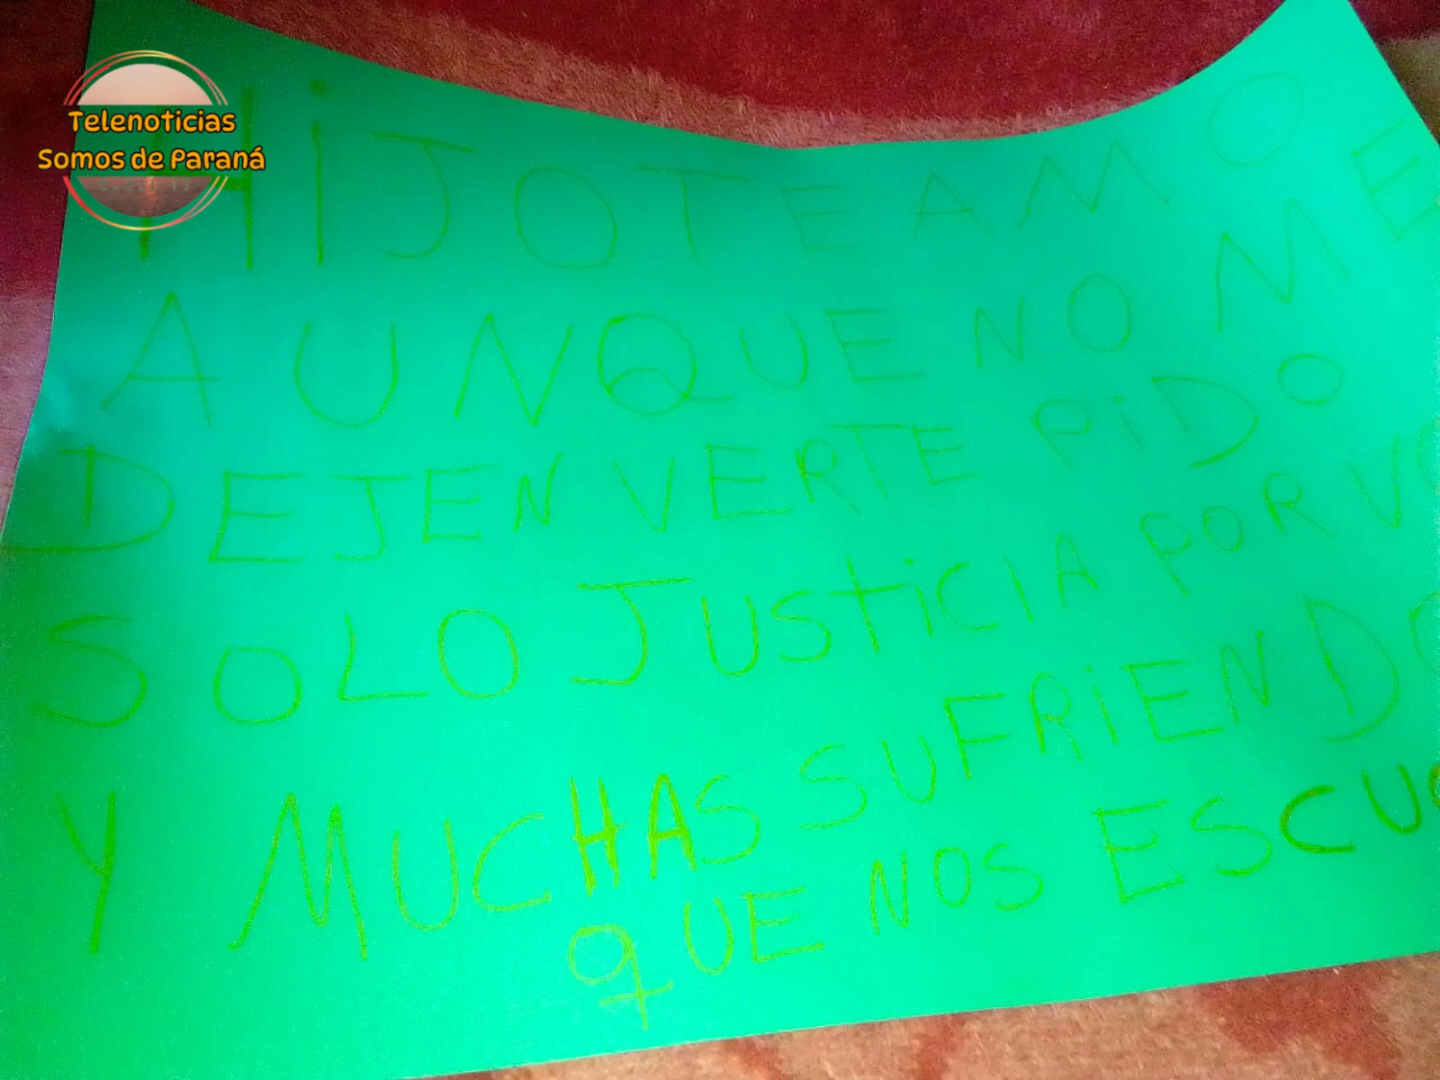 Telenoticias
Somos de Paraná
HiJO TE AMO
AUNQUE NO ME
DEJEN VERTE PiDO
SOLO JUSTiCIA POR
Y MUCHAS SUFRiENDO
qUE NOS